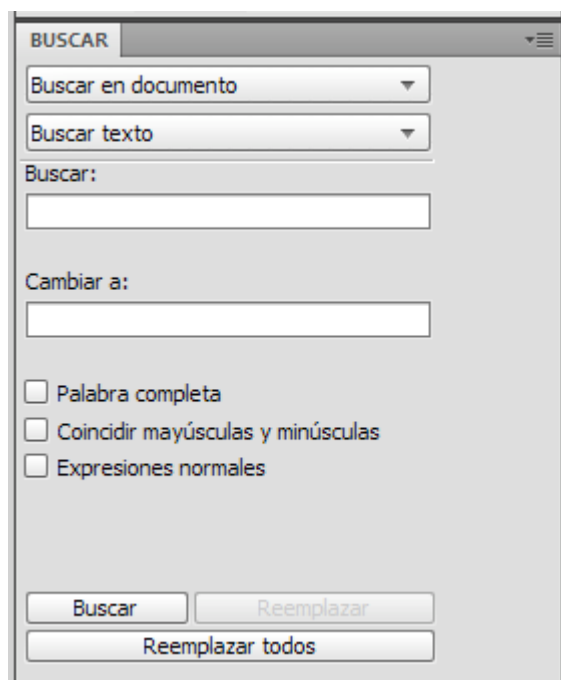 BUSCAR
Buscar en documento
Buscar texto
Buscar:
Cambiar a:
Palabra completa
Coincidir mayúsculas y minúsculas
Expresiones normales
Buscar Reemplazar
Reemplazar todos